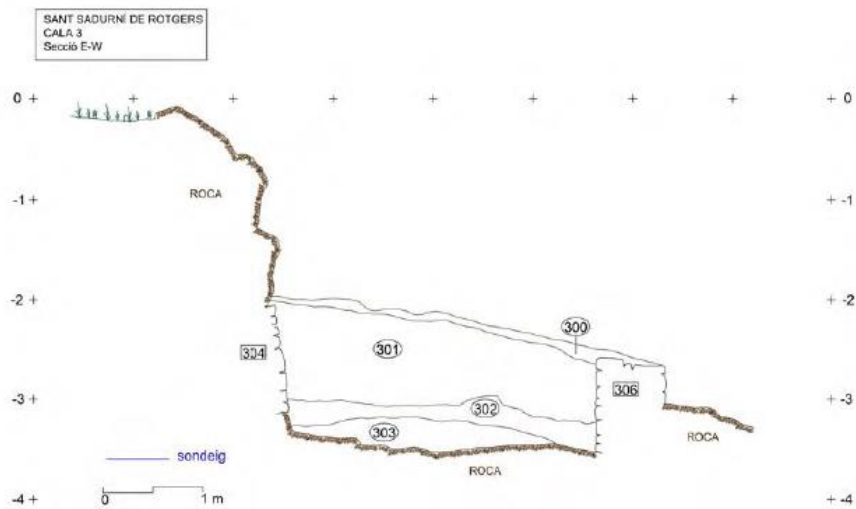 SANT SADURNÍ DE ROTGERS
CALA 3
Secció E-W
0
0
ROCA
-1
-1
-2
-2
300
304
301
306
-3
-3
302
303
ROCA
sondeig
ROCA
0
1 m
-4
-4